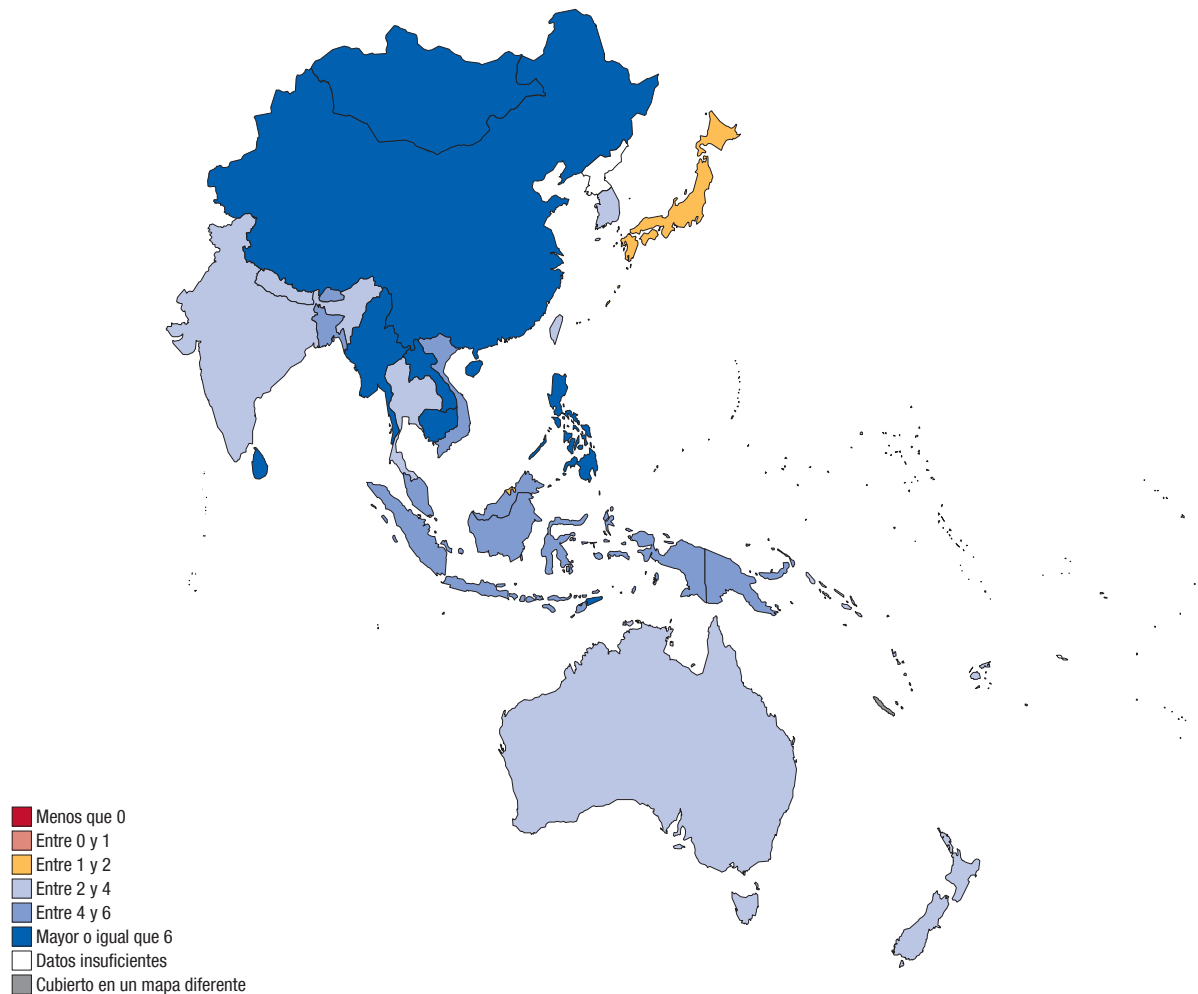 Menos que 0
Entre 0 y 1
Entre 1 y 2
Entre 2 y 4
Entre 4 y 6
Mayor o igual que 6
Datos insuficientes
Cubierto en un mapa diferente